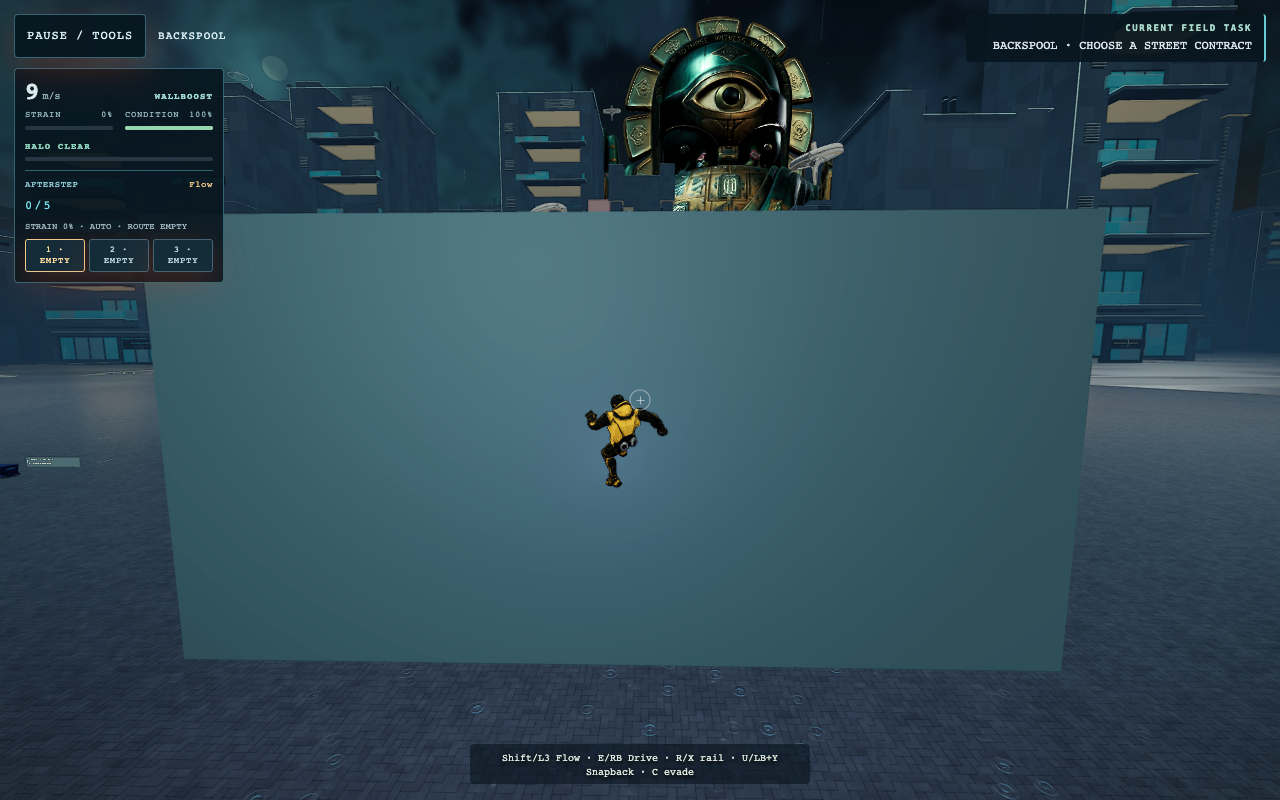 PAUSE / TOOLS
BACKSPOOL
9 m/s
WALLBOOST
STRAIN 0%
CONDITION 100%
HALO CLEAR
AFTERSTEP
Flow
0/5
STRAIN 0% · AUTO · ROUTE EMPTY
1 · EMPTY
2 · EMPTY
3 · EMPTY
CURRENT FIELD TASK
BACKSPOOL · CHOOSE A STREET CONTRACT
Shift/L3 Flow · E/RB Drive · R/X rail · U/LB+Y
Snapback · C evade